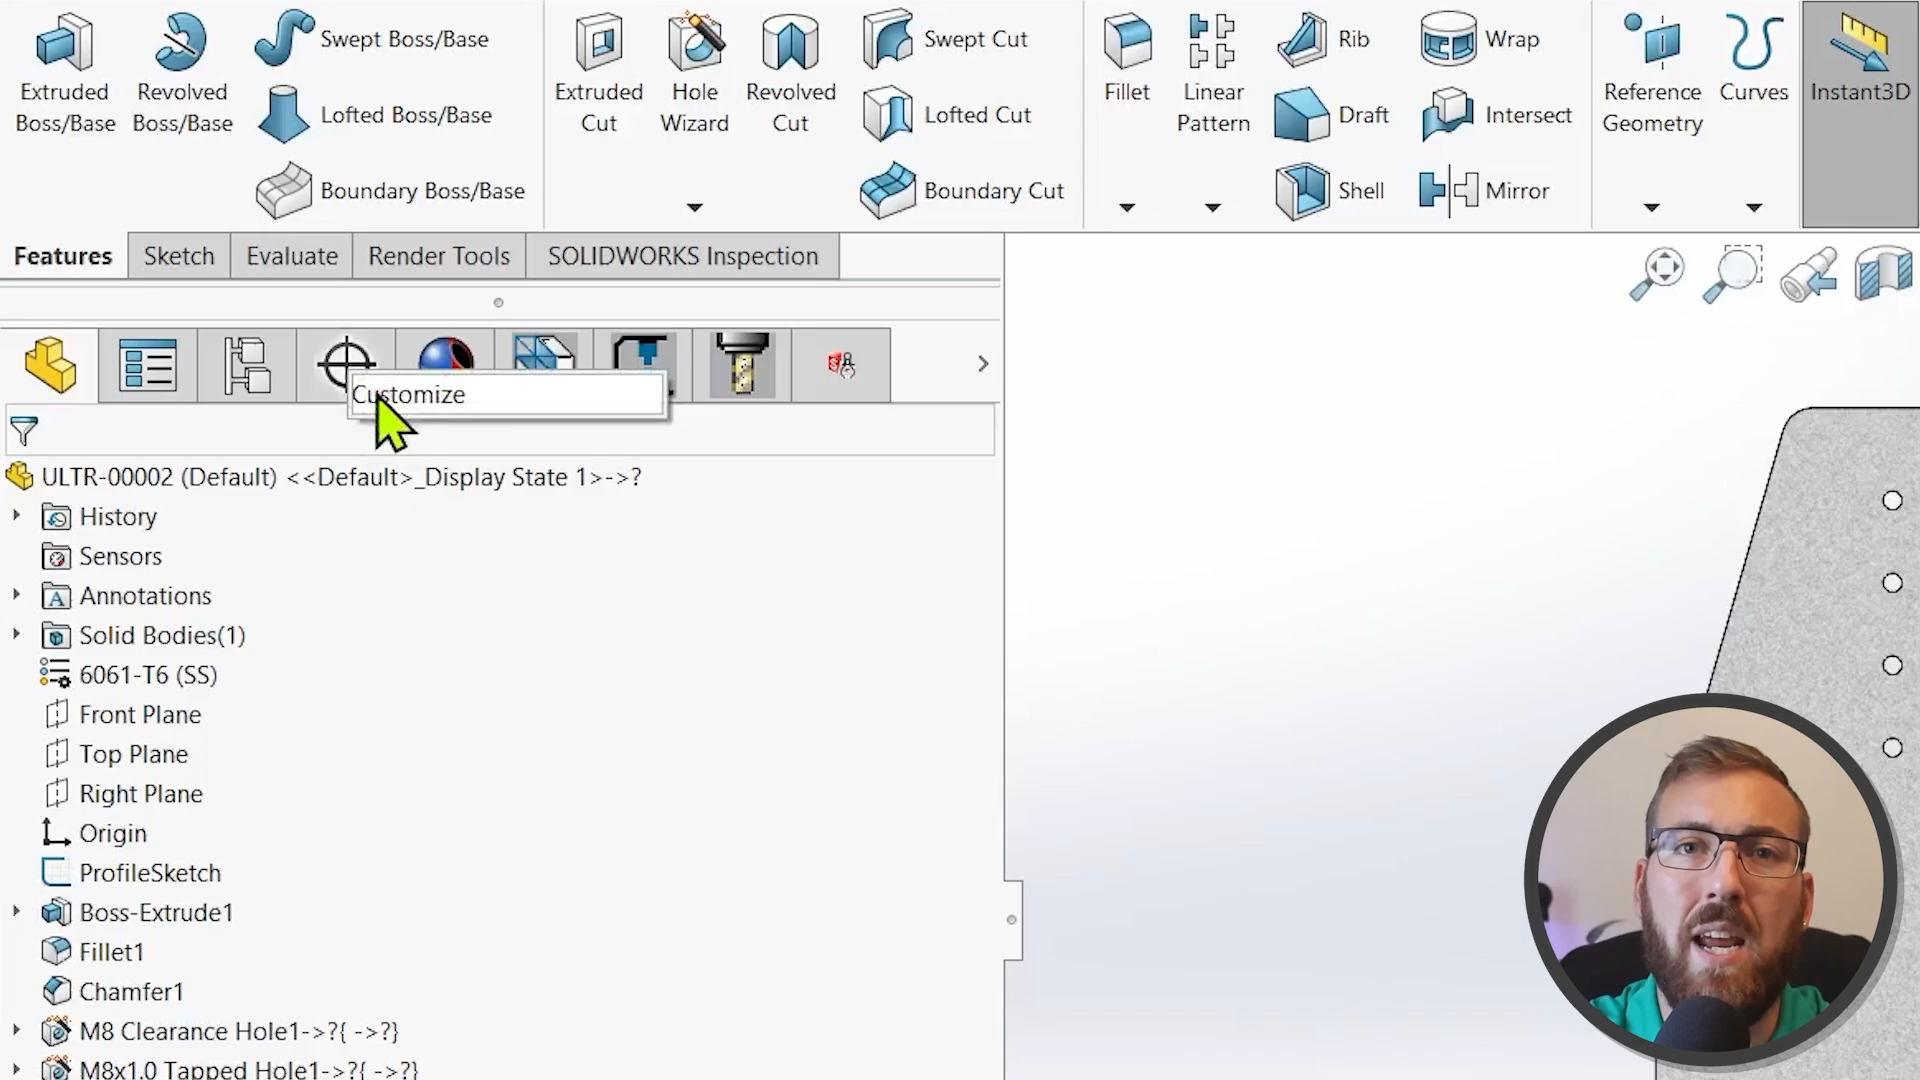 Extruded
Boss/Base
Revolved
Boss/Base
Swept Boss/Base
Lofted Boss/Base
Boundary Boss/Base
Extruded
Cut
Hole
Wizard
Revolved
Cut
Swept Cut
Lofted Cut
Boundary Cut
Fillet
Linear
Pattern
Rib
Draft
Shell
Wrap
Intersect
Mirror
Reference
Geometry
Curves
Instant3D
Features
Sketch
Evaluate
Render Tools
SOLIDWORKS Inspection
Customize
ULTR-00002 (Default) <<Default>_Display State 1>->?
History
Sensors
Annotations
Solid Bodies(1)
6061-T6 (SS)
Front Plane
Top Plane
Right Plane
Origin
ProfileSketch
Boss-Extrude1
Fillet1
Chamfer1
M8 Clearance Hole1->?{ ->?}
M8x1.0 Tapped Hole1->?{ ->?}